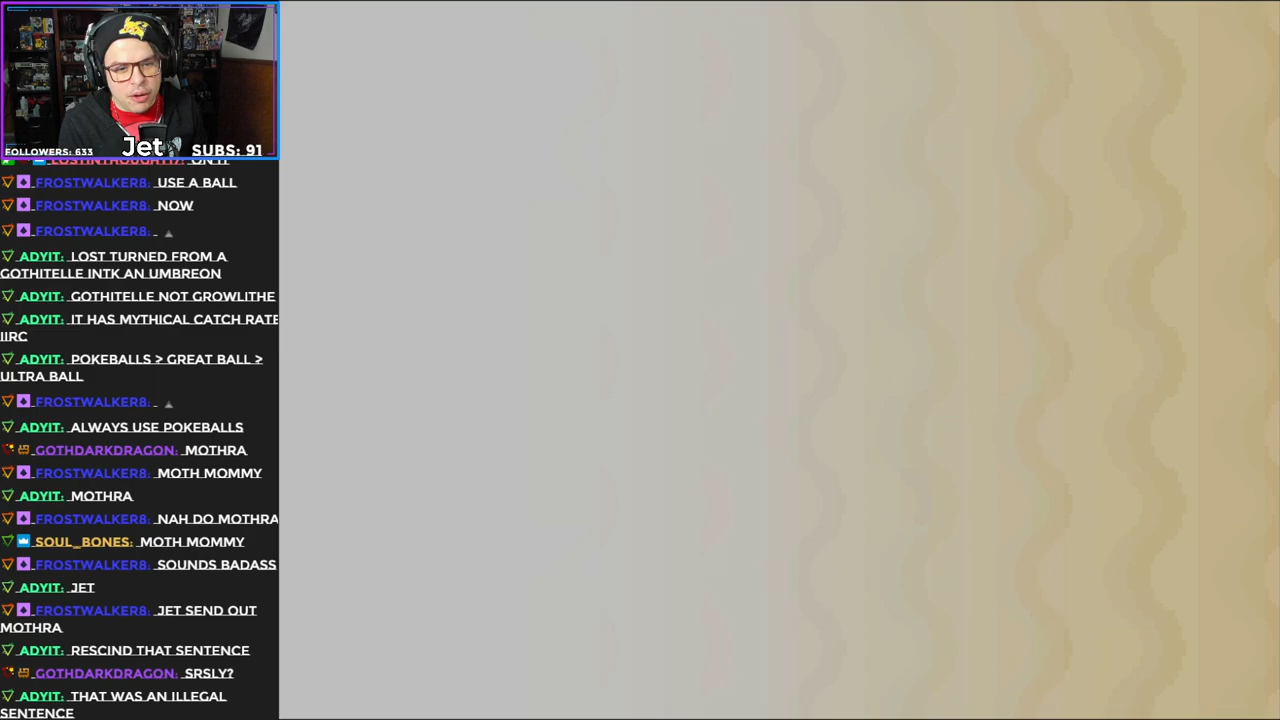 FOLLOWERS: 633
Jet
SUBS: 91
LOSTINTHOUGHT17: ON IT
FROSTWALKER8: USE A BALL
FROSTWALKER8: NOW
FROSTWALKER8:
ADYIT: LOST TURNED FROM A
GOTHITELLE INTK AN UMBREON
ADYIT: GOTHITELLE NOT GROWLITHE
ADYIT: IT HAS MYTHICAL CATCH RATE
IIRC
ADYIT: POKEBALLS > GREAT BALL >
ULTRA BALL
FROSTWALKER8:
ADYIT: ALWAYS USE POKEBALLS
GOTHDARKDRAGON: MOTHRA
FROSTWALKER8: MOTH MOMMY
ADYIT: MOTHRA
FROSTWALKER8: NAH DO MOTHRA
SOUL_BONES: MOTH MOMMY
FROSTWALKER8: SOUNDS BADASS
ADYIT: JET
FROSTWALKER8: JET SEND OUT
MOTHRA
ADYIT: RESCIND THAT SENTENCE
GOTHDARKDRAGON: SRSLY?
ADYIT: THAT WAS AN ILLEGAL
SENTENCE